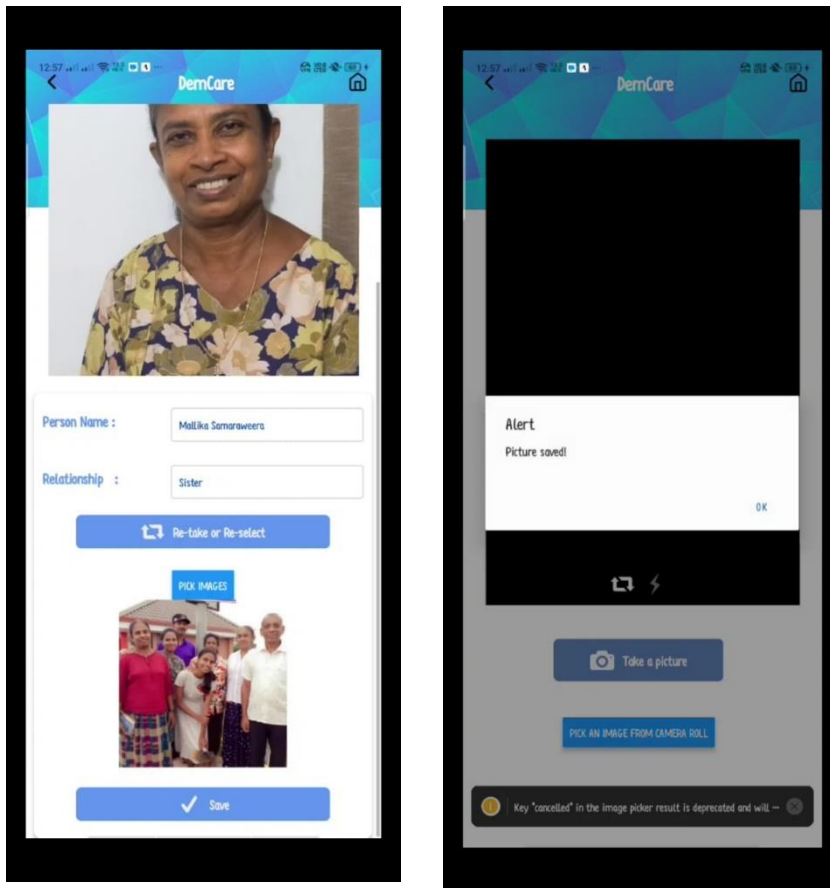 12:57
DemCare
Person Name :
Mallika Samaraweera
Relationship :
Sister
Re-take or Re-select
PICK IMAGES
Save
12:57
DemCare
Alert
Picture saved!
OK
Take a picture
PICK AN IMAGE FROM CAMERA ROLL
Key "cancelled" in the image picker result is deprecated and will —